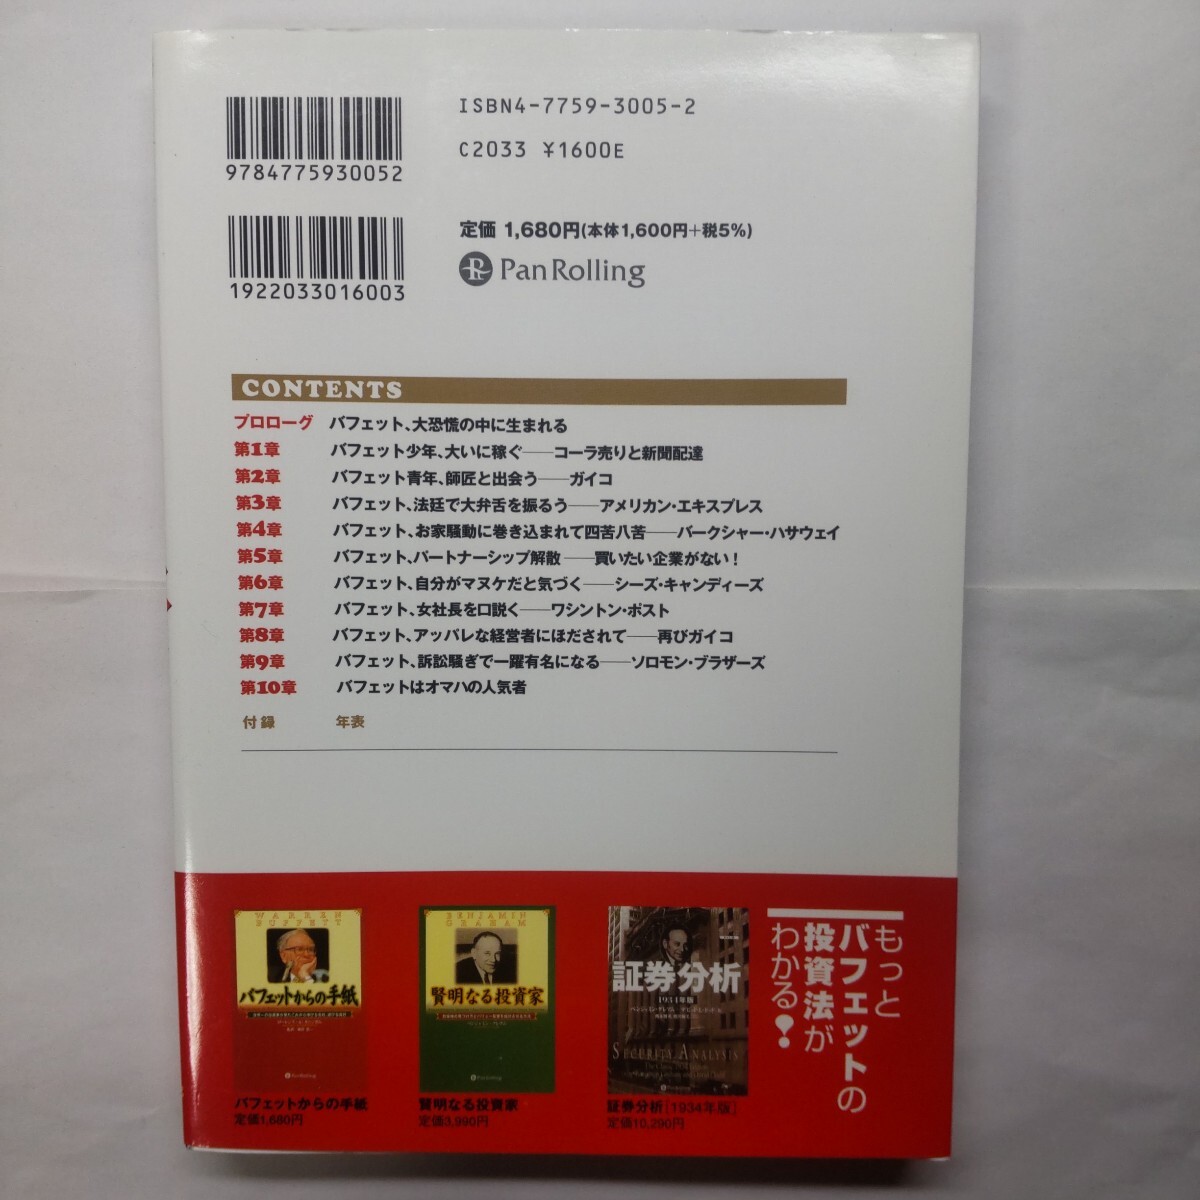 ISBN4-7759-3005-2
9784775930052
C2033 ¥1600E
1922033016003
定価 1,680円(本体1,600円+税5%)
PanRolling
CONTENTS
プロローグ バフェット、大恐慌の中に生まれる
第1章 バフェット少年、大いに稼ぐ——コーラ売りと新聞配達
第2章 バフェット青年、師匠と出会う——ガイコ
第3章 バフェット、法廷で大弁舌を振るう——アメリカン・エキスプレス
第4章 バフェット、お家騒動に巻き込まれて四苦八苦——バークシャー・ハサウェイ
第5章 バフェット、パートナーシップ解散——買いたい企業がない！
第6章 バフェット、自分がマヌケだと気づく——シーズ・キャンディーズ
第7章 バフェット、女社長を口説く——ワシントン・ポスト
第8章 バフェット、アッパレな経営者にほだされて——再びガイコ
第9章 バフェット、訴訟騒ぎで一躍有名になる——ソロモン・ブラザーズ
第10章 バフェットはオマハの人気者
付録 年表
もっと
バフェットの
投資法が
わかる！
WARREN
BUFFETT
バフェットからの手紙
PanRolling
バフェットからの手紙
定価1,680円
BENJAMIN
GRAHAM
賢明なる投資家
PanRolling
賢明なる投資家
定価3,990円
証券分析
1934年版
SECURITY ANALYSIS
PanRolling
証券分析[1934年版]
定価10,290円